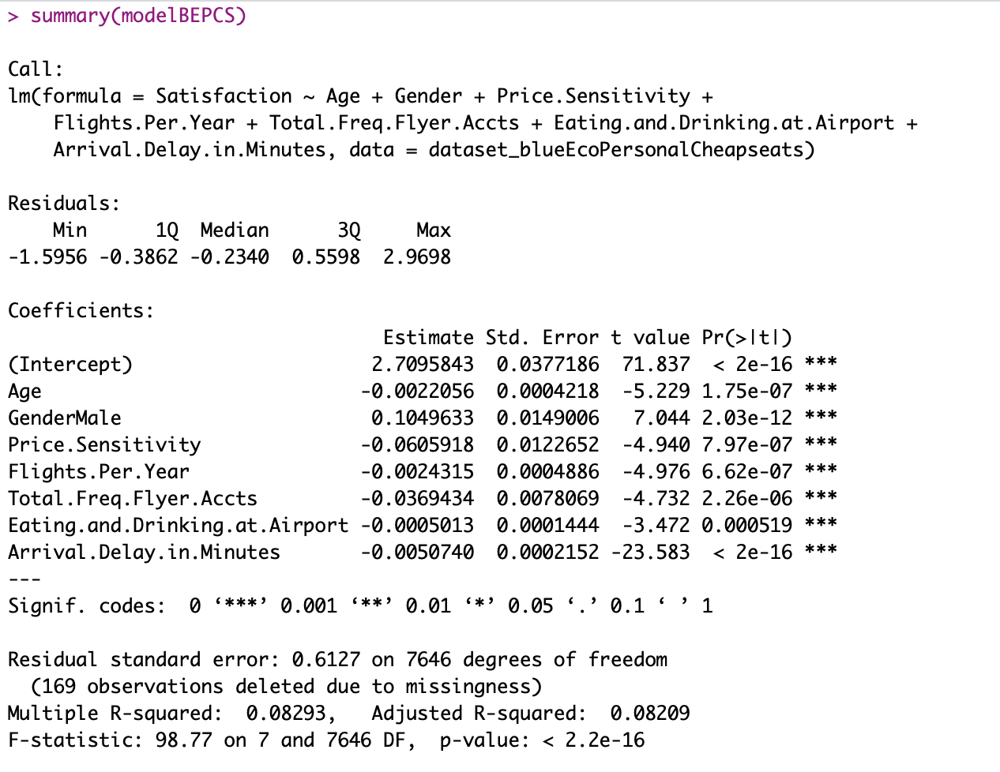 > summary(modelBEPCS)
Call:
lm(formula = Satisfaction ~ Age + Gender + Price.Sensitivity +
    Flights.Per.Year + Total.Freq.Flyer.Accts + Eating.and.Drinking.at.Airport +
    Arrival.Delay.in.Minutes, data = dataset_blueEcoPersonalCheapseats)
Residuals:
    Min      1Q  Median      3Q     Max
-1.5956 -0.3862 -0.2340  0.5598  2.9698
Coefficients:
                                 Estimate Std. Error t value Pr(>|t|)
(Intercept)                     2.7095843  0.0377186  71.837  < 2e-16 ***
Age                            -0.0022056  0.0004218  -5.229 1.75e-07 ***
GenderMale                      0.1049633  0.0149006   7.044 2.03e-12 ***
Price.Sensitivity              -0.0605918  0.0122652  -4.940 7.97e-07 ***
Flights.Per.Year               -0.0024315  0.0004886  -4.976 6.62e-07 ***
Total.Freq.Flyer.Accts         -0.0369434  0.0078069  -4.732 2.26e-06 ***
Eating.and.Drinking.at.Airport -0.0005013  0.0001444  -3.472 0.000519 ***
Arrival.Delay.in.Minutes       -0.0050740  0.0002152 -23.583  < 2e-16 ***
---
Signif. codes:  0 ‘***’ 0.001 ‘**’ 0.01 ‘*’ 0.05 ‘.’ 0.1 ‘ ’ 1
Residual standard error: 0.6127 on 7646 degrees of freedom
  (169 observations deleted due to missingness)
Multiple R-squared:  0.08293,	Adjusted R-squared:  0.08209
F-statistic: 98.77 on 7 and 7646 DF,  p-value: < 2.2e-16